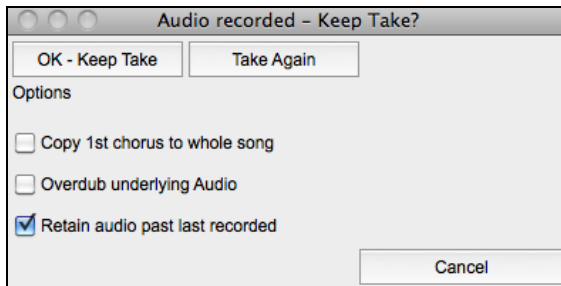 Audio recorded – Keep Take?
OK - Keep Take
Take Again
Options
Copy 1st chorus to whole song
Overdub underlying Audio
Retain audio past last recorded
Cancel